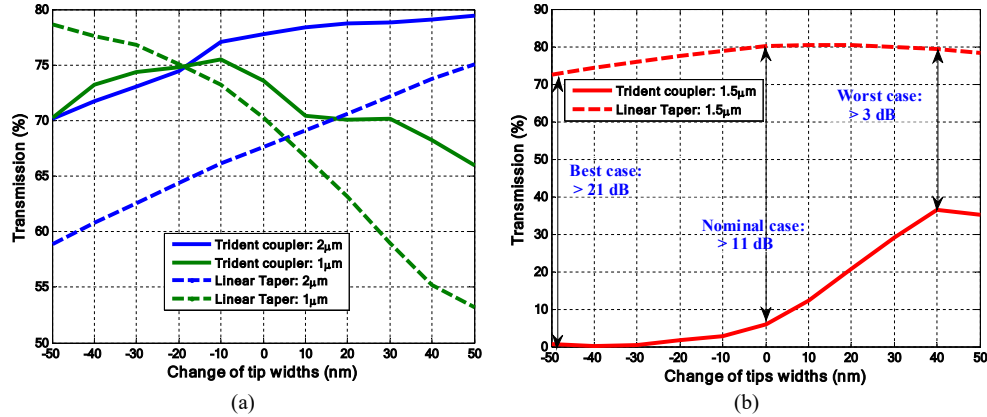 (a)
80
75
70
65
60
55
50
Transmission (%)
Trident coupler: 2μm
Trident coupler: 1μm
Linear Taper: 2μm
Linear Taper: 1μm
-50 -40 -30 -20 -10 0 10 20 30 40 50
Change of tip widths (nm)
(a)
(b)
90
80
70
60
50
40
30
20
10
0
Transmission (%)
Trident coupler: 1.5μm
Linear Taper: 1.5μm
Worst case:
> 3 dB
Best case:
> 21 dB
Nominal case:
> 11 dB
-50 -40 -30 -20 -10 0 10 20 30 40 50
Change of tips widths (nm)
(b)